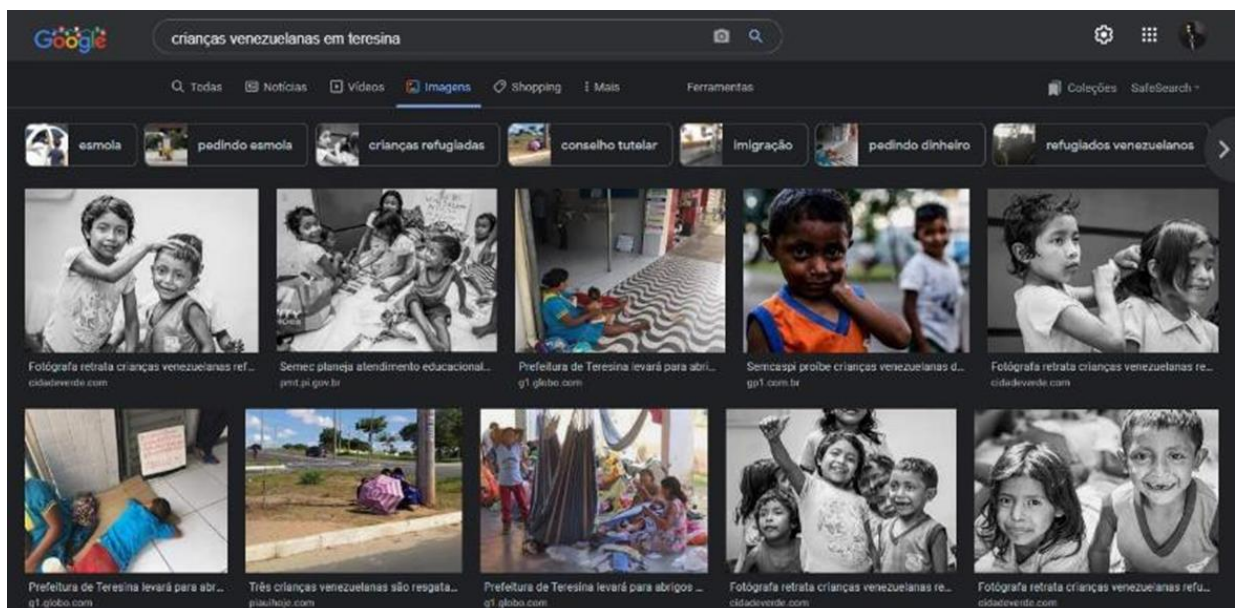 Google
crianças venezuelanas em teresina
Todas Notícias Vídeos Imagens Shopping Mais Ferramentas Coleções SafeSearch
esmola pedindo esmola crianças refugiadas conselho tutelar imigração pedindo dinheiro refugiados venezuelanos
Fotógrafa retrata crianças venezuelanas ref... Semec planeja atendimento educacional... Prefeitura de Teresina levará para abri... Semcaspi proíbe crianças venezuelanas d... Fotógrafa retrata crianças venezuelanas re...
cidadeverde.com pmt.pi.gov.br g1.globo.com gp1.com.br cidadeverde.com
Prefeitura de Teresina levará para abr... Três crianças venezuelanas são resgata... Prefeitura de Teresina levará para abrigos ... Fotógrafa retrata crianças venezuelanas re... Fotógrafa retrata crianças venezuelanas refu...
g1.globo.com piauihoje.com g1.globo.com cidadeverde.com cidadeverde.com